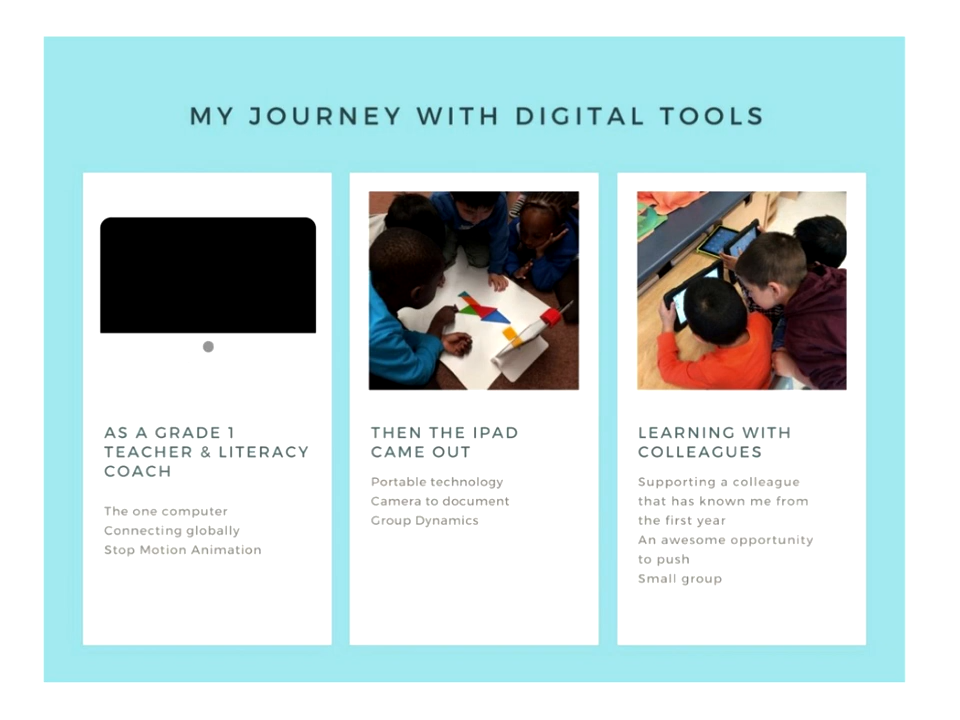 MY JOURNEY WITH DIGITAL TOOLS
AS A GRADE 1
TEACHER & LITERACY
COACH
The one computer
Connecting globally
Stop Motion Animation
THEN THE IPAD
CAME OUT
Portable technology
Camera to document
Group Dynamics
LEARNING WITH
COLLEAGUES
Supporting a colleague
that has known me from
the first year
An awesome opportunity
to push
Small group